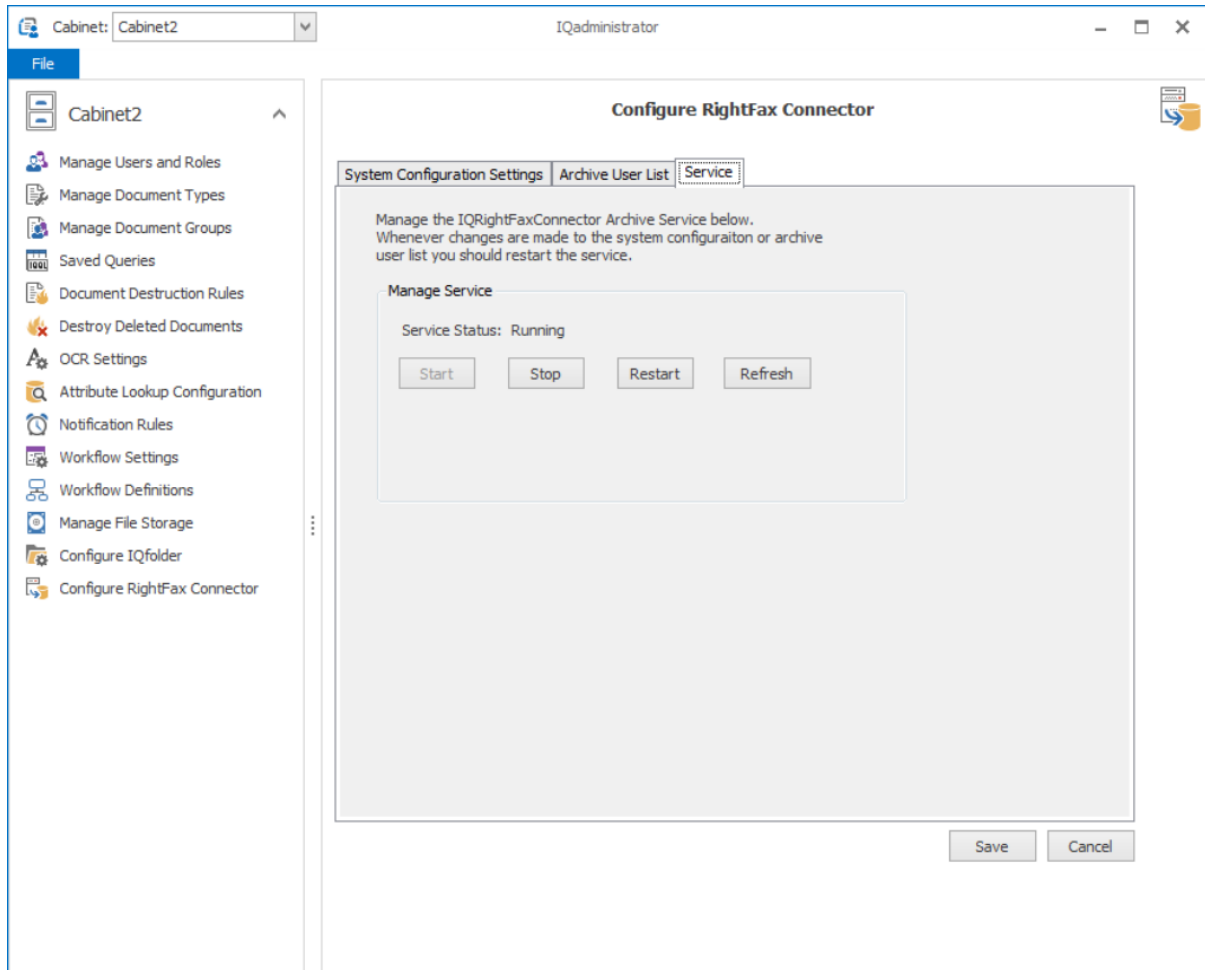 Cabinet: Cabinet2
IQadministrator
File
Cabinet2
Manage Users and Roles
Manage Document Types
Manage Document Groups
Saved Queries
Document Destruction Rules
Destroy Deleted Documents
OCR Settings
Attribute Lookup Configuration
Notification Rules
Workflow Settings
Workflow Definitions
Manage File Storage
Configure IQfolder
Configure RightFax Connector
Configure RightFax Connector
System Configuration Settings Archive User List Service
Manage the IQRightFaxConnector Archive Service below.
Whenever changes are made to the system configuraiton or archive
user list you should restart the service.
Manage Service
Service Status: Running
Start Stop Restart Refresh
Save Cancel